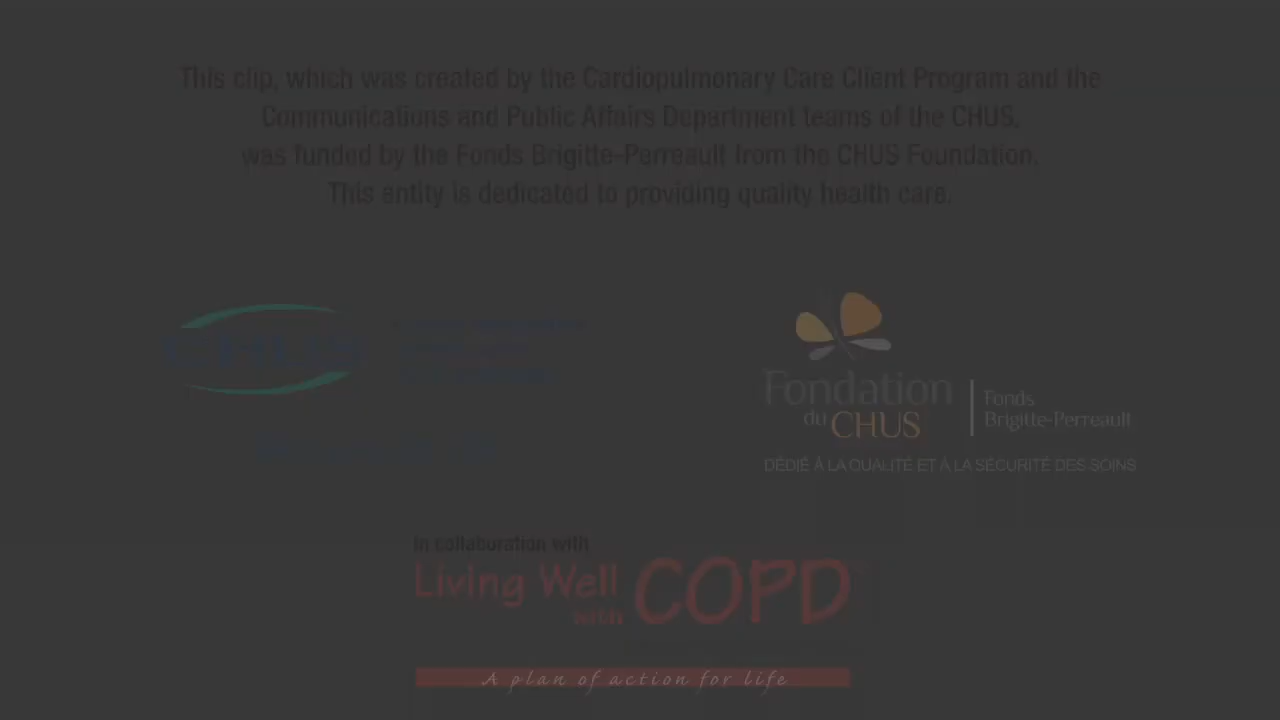 This clip, which was created by the Cardiopulmonary Care Client Program and the
Communications and Public Affairs Department teams of the CHUS,
was funded by the Fonds Brigitte-Perreault from the CHUS Foundation.
This entity is dedicated to providing quality health care.
CHUS
Fondation
du CHUS
Fonds
Brigitte-Perreault
DÉDIÉ À LA QUALITÉ ET À LA SÉCURITÉ DES SOINS
In collaboration with
Living Well
with COPD
A plan of action for life